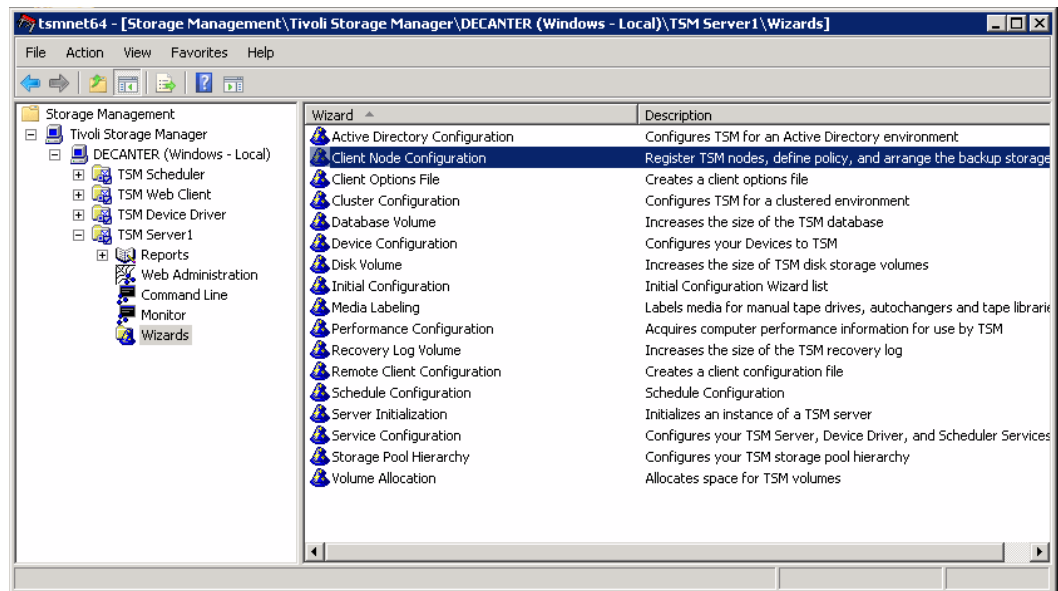 tsmnet64 - [Storage Management\Tivoli Storage Manager\DECANTER (Windows - Local)\TSM Server1\Wizards]
File Action View Favorites Help
Storage Management
Tivoli Storage Manager
DECANTER (Windows - Local)
TSM Scheduler
TSM Web Client
TSM Device Driver
TSM Server1
Reports
Web Administration
Command Line
Monitor
Wizards
Wizard Description
Active Directory Configuration Configures TSM for an Active Directory environment
Client Node Configuration Register TSM nodes, define policy, and arrange the backup storage
Client Options File Creates a client options file
Cluster Configuration Configures TSM for a clustered environment
Database Volume Increases the size of the TSM database
Device Configuration Configures your Devices to TSM
Disk Volume Increases the size of TSM disk storage volumes
Initial Configuration Initial Configuration Wizard list
Media Labeling Labels media for manual tape drives, autochangers and tape librarie
Performance Configuration Acquires computer performance information for use by TSM
Recovery Log Volume Increases the size of the TSM recovery log
Remote Client Configuration Creates a client configuration file
Schedule Configuration Schedule Configuration
Server Initialization Initializes an instance of a TSM server
Service Configuration Configures your TSM Server, Device Driver, and Scheduler Services
Storage Pool Hierarchy Configures your TSM storage pool hierarchy
Volume Allocation Allocates space for TSM volumes